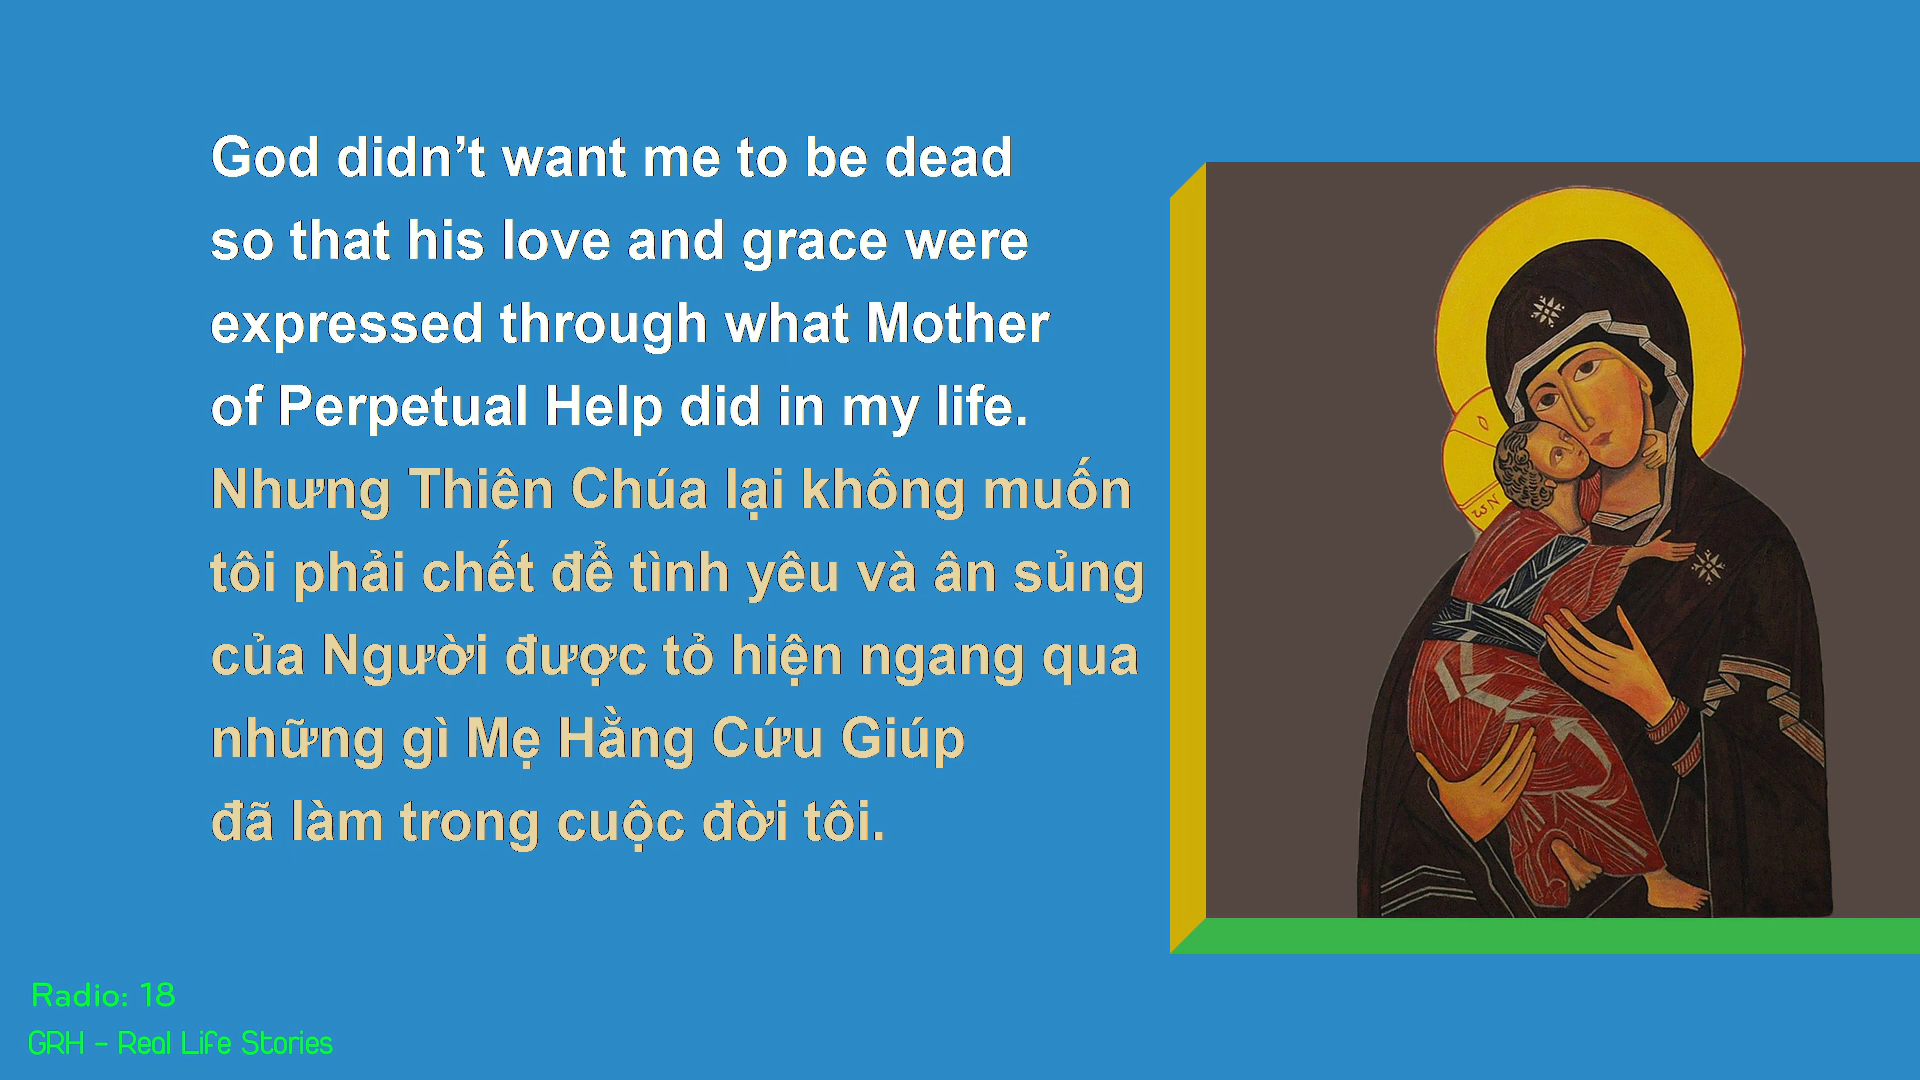 God didn’t want me to be dead
so that his love and grace were
expressed through what Mother
of Perpetual Help did in my life.
Nhưng Thiên Chúa lại không muốn
tôi phải chết để tình yêu và ân sủng
của Người được tỏ hiện ngang qua
những gì Mẹ Hằng Cứu Giúp
đã làm trong cuộc đời tôi.
Radio: 18
GRH - Real Life Stories